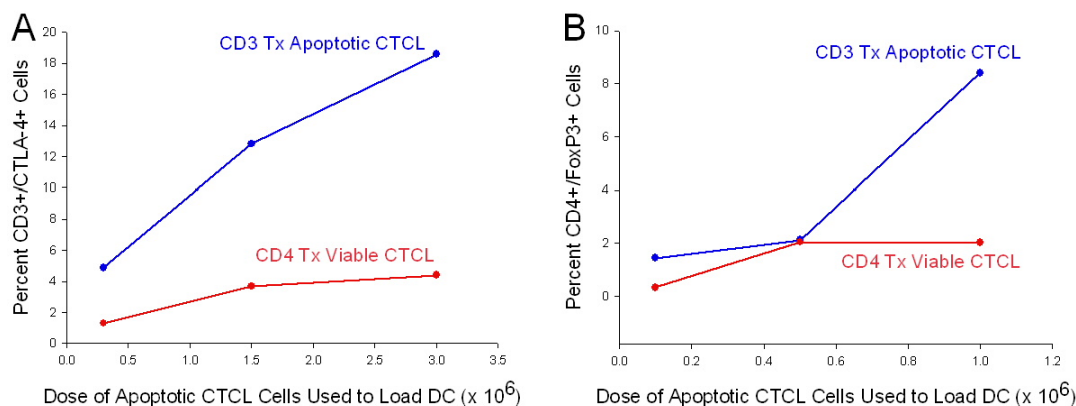 A
Percent CD3+/CTLA-4+ Cells
20
18
16
14
12
10
8
6
4
2
0
CD3 Tx Apoptotic CTCL
CD4 Tx Viable CTCL
0.0 0.5 1.0 1.5 2.0 2.5 3.0 3.5
Dose of Apoptotic CTCL Cells Used to Load DC (x 10⁶)
B
Percent CD4+/FoxP3+ Cells
10
8
6
4
2
0
CD3 Tx Apoptotic CTCL
CD4 Tx Viable CTCL
0.0 0.2 0.4 0.6 0.8 1.0 1.2
Dose of Apoptotic CTCL Cells Used to Load DC (x 10⁶)